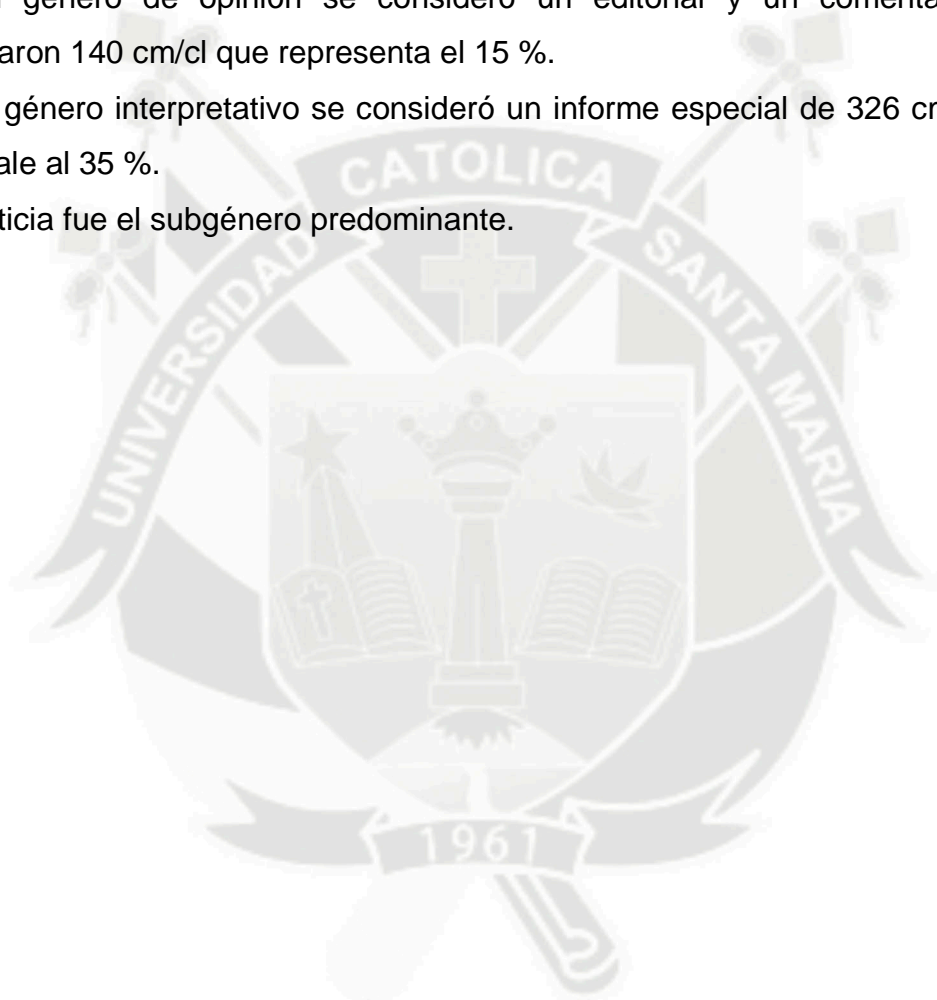 género de opinión se consideró un editorial y un comenta
aron 140 cm/cl que representa el 15 %.
género interpretativo se consideró un informe especial de 326
ale al 35 %.
ticia fue el subgénero predominante.
UNIVERSIDAD CATOLICA SANTA MARIA
1961